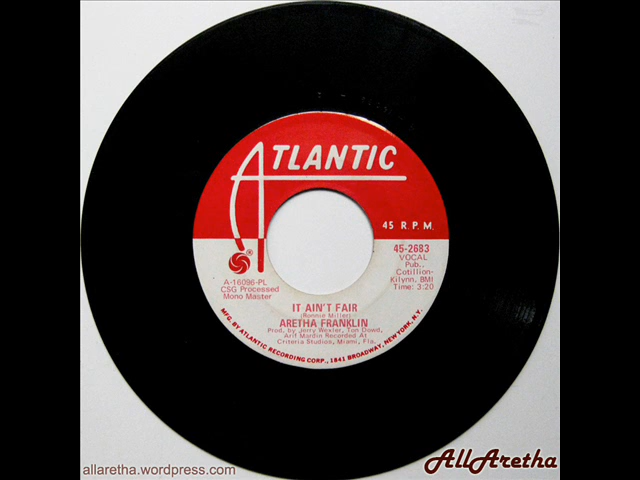 ATLANTIC
45 R.P.M.
45-2683
VOCAL
Pub.,
Cotillion-
Kilynn, BMI
Time: 3:20
A-16096-PL
CSG Processed
Mono Master
IT AIN'T FAIR
(Ronnie Miller)
ARETHA FRANKLIN
Prod. by Jerry Wexler, Tom Dowd,
Arif Mardin Recorded At
Criteria Studios, Miami, Fla.
MFG. BY ATLANTIC RECORDING CORP., 1841 BROADWAY, NEW YORK, N.Y.
allaretha.wordpress.com
AllAretha